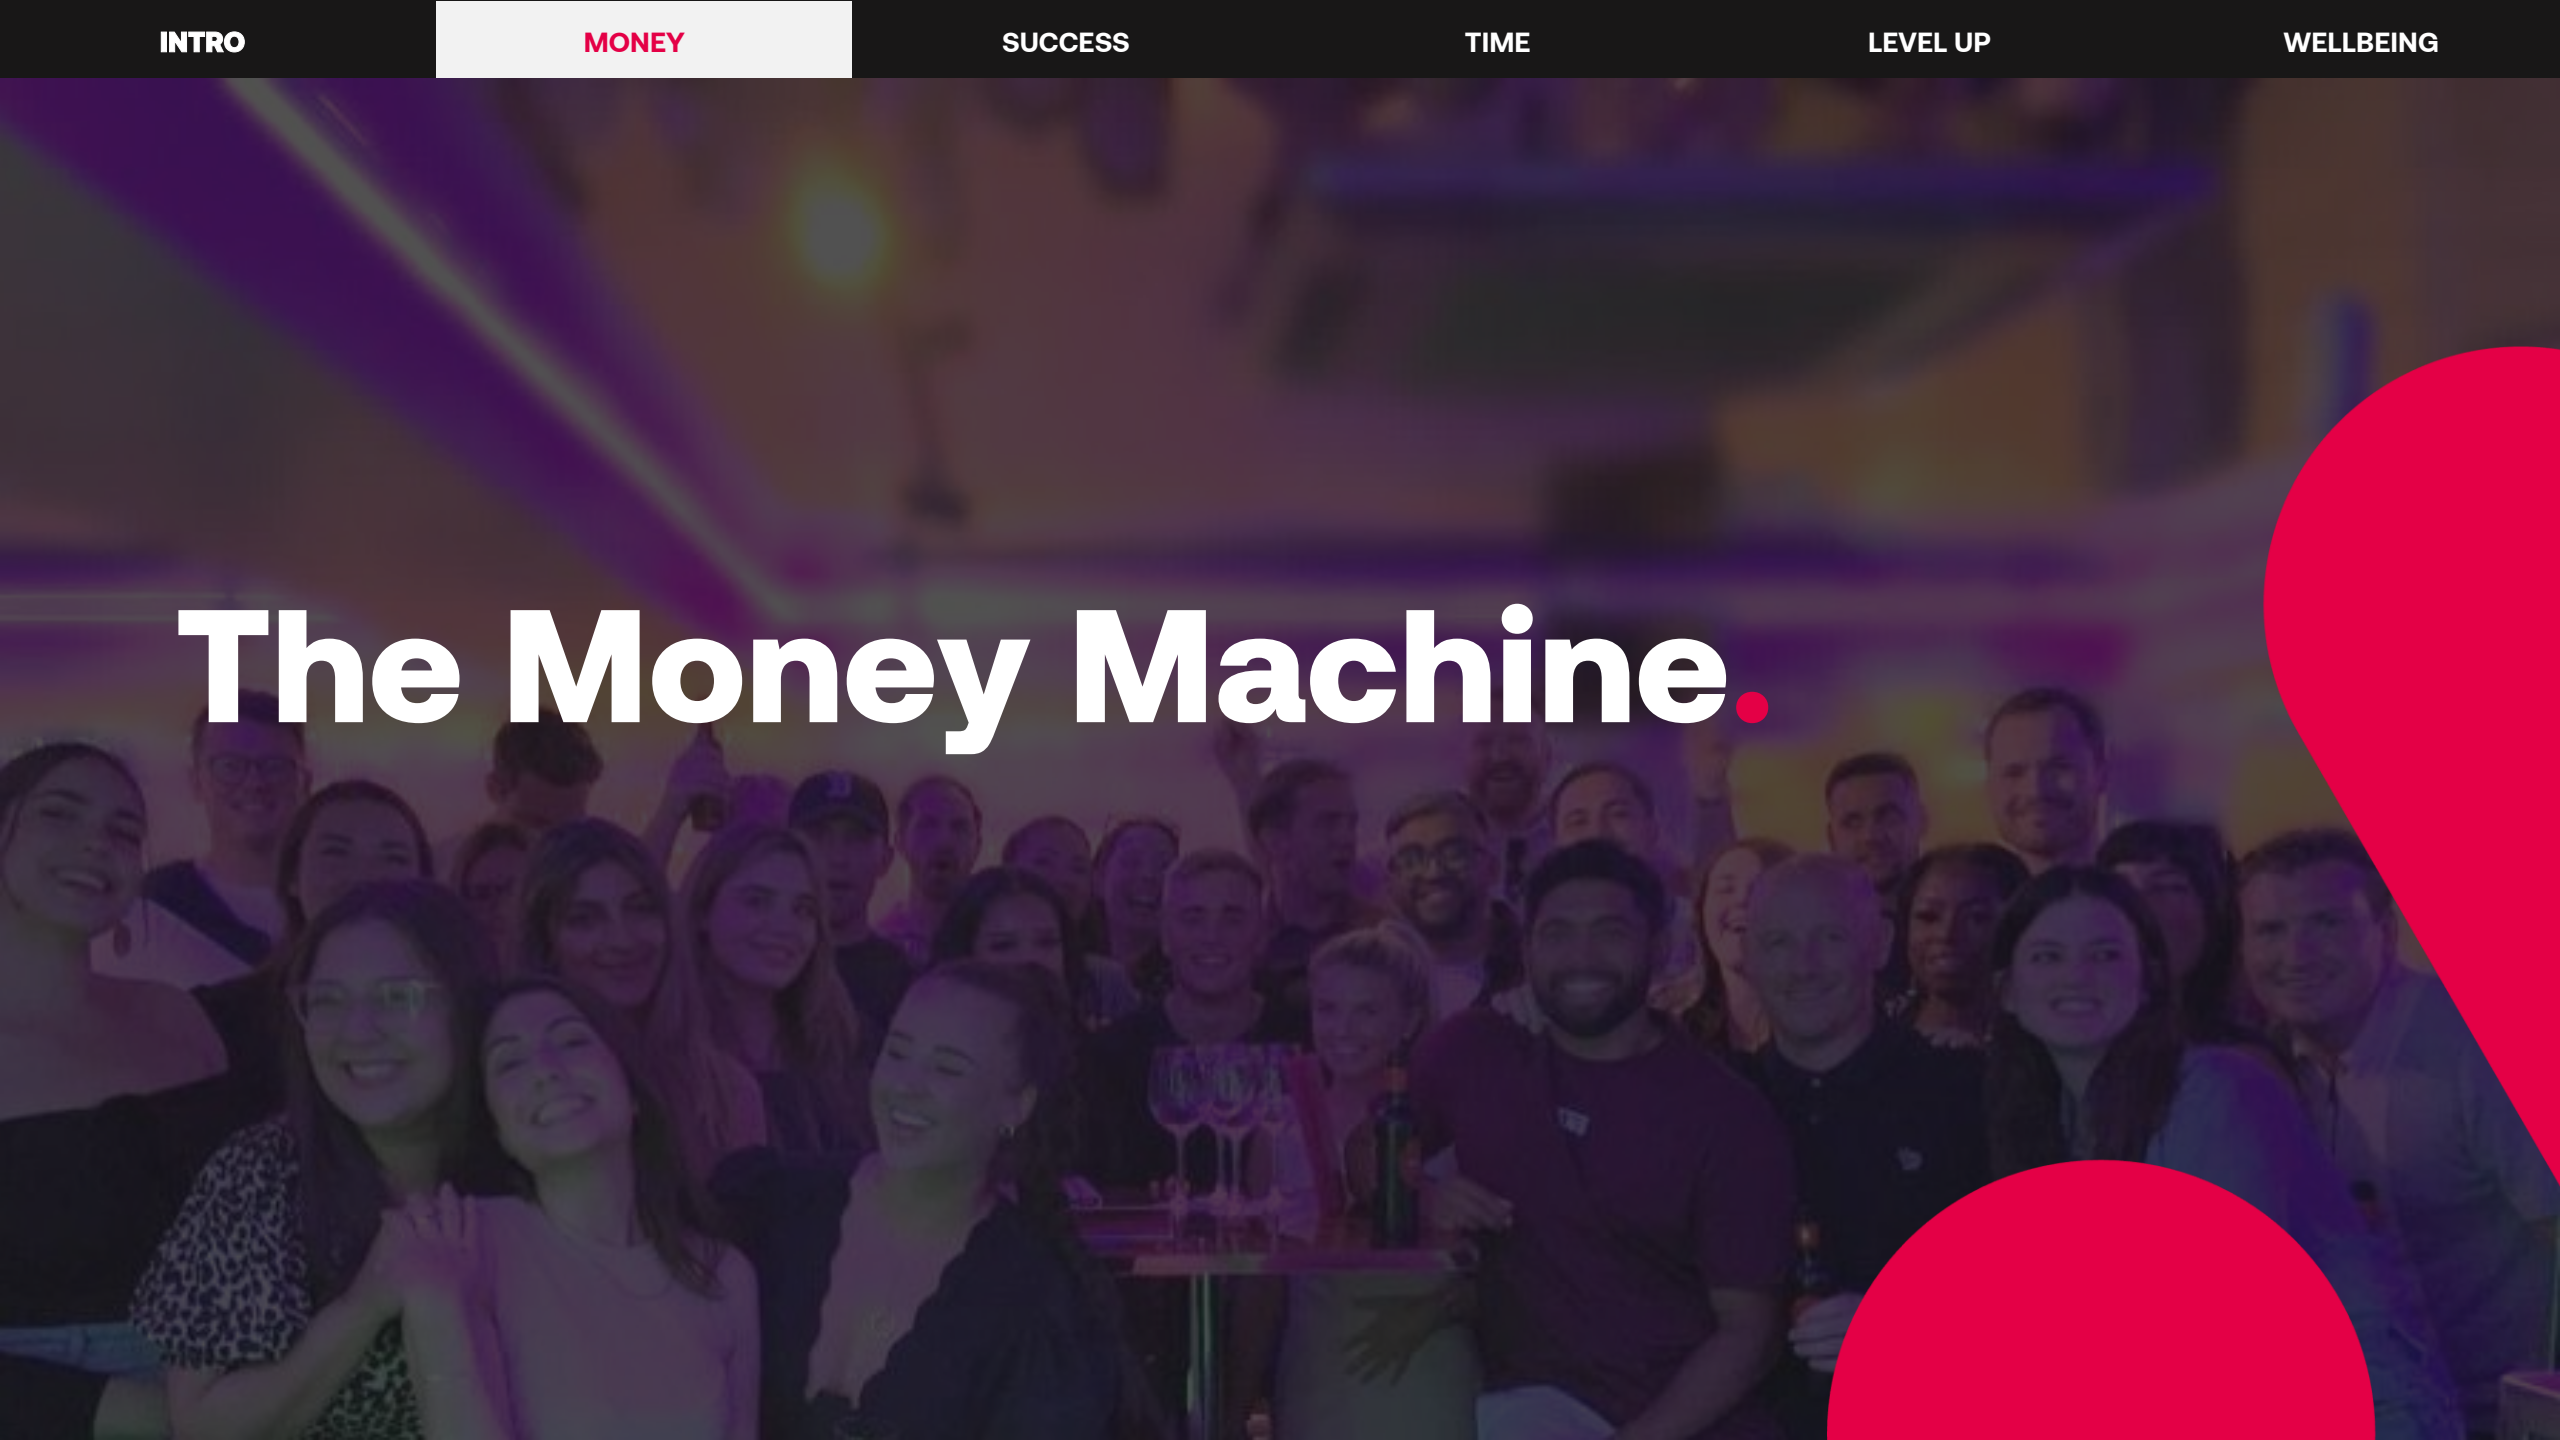 INTRO
MONEY
SUCCESS
TIME
LEVEL UP
WELLBEING
The Money Machine.